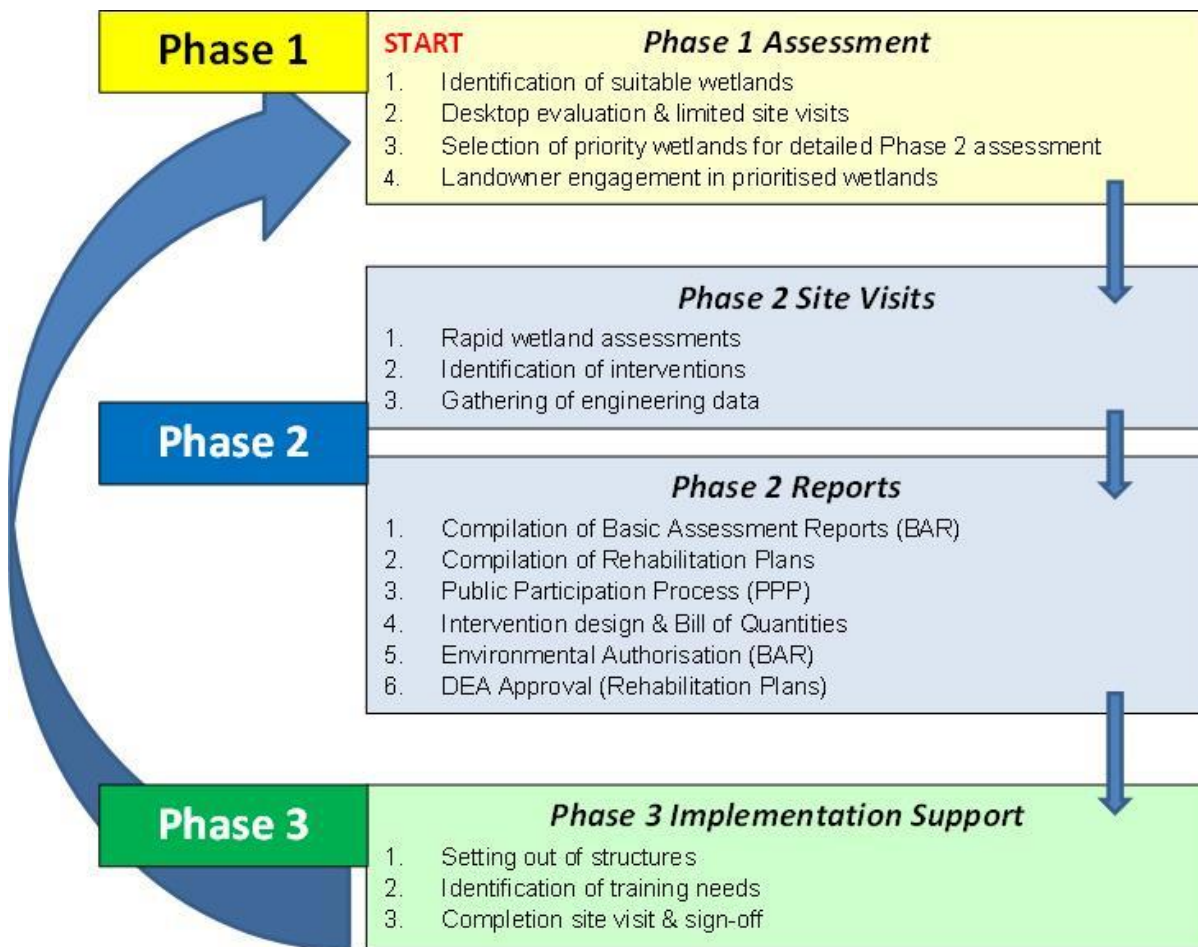 Phase 1
START Phase 1 Assessment
1. Identification of suitable wetlands
2. Desktop evaluation & limited site visits
3. Selection of priority wetlands for detailed Phase 2 assessment
4. Landowner engagement in prioritised wetlands
Phase 2
Phase 2 Site Visits
1. Rapid wetland assessments
2. Identification of interventions
3. Gathering of engineering data
Phase 2 Reports
1. Compilation of Basic Assessment Reports (BAR)
2. Compilation of Rehabilitation Plans
3. Public Participation Process (PPP)
4. Intervention design & Bill of Quantities
5. Environmental Authorisation (BAR)
6. DEA Approval (Rehabilitation Plans)
Phase 3
Phase 3 Implementation Support
1. Setting out of structures
2. Identification of training needs
3. Completion site visit & sign-off